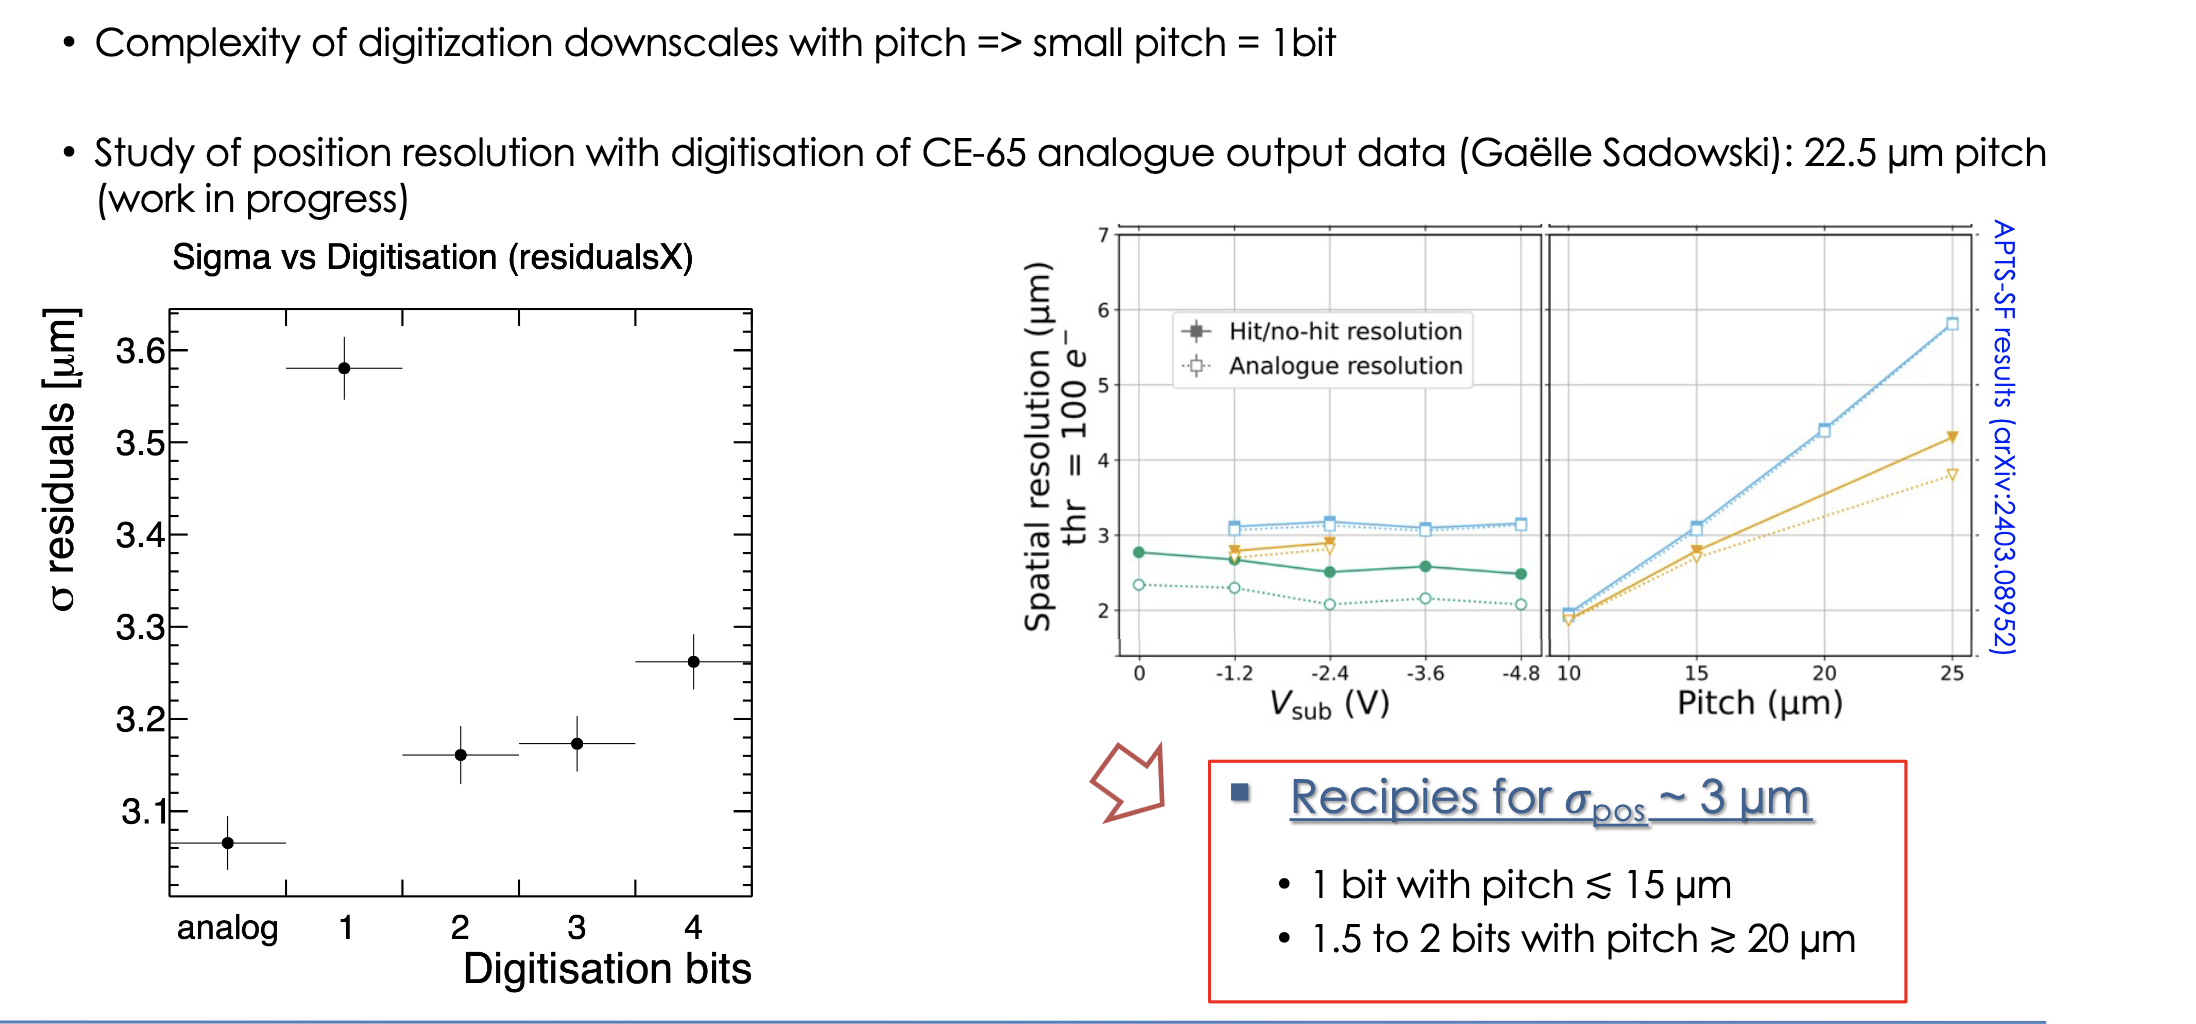 • Complexity of digitization downscales with pitch => small pitch = 1bit
• Study of position resolution with digitisation of CE-65 analogue output data (Gaëlle Sadowski): 22.5 µm pitch
(work in progress)
Sigma vs Digitisation (residualsX)
σ residuals [µm]
3.6
3.5
3.4
3.3
3.2
3.1
analog 1 2 3 4
Digitisation bits
Spatial resolution (µm)
thr = 100 e⁻
7
6
5
4
3
2
Hit/no-hit resolution
Analogue resolution
0 -1.2 -2.4 -3.6 -4.8
V_sub (V)
10 15 20 25
Pitch (µm)
APTS-SF results (arXiv:2403.08952)
▪ Recipies for σ_pos ~ 3 µm
• 1 bit with pitch ≲ 15 µm
• 1.5 to 2 bits with pitch ≳ 20 µm